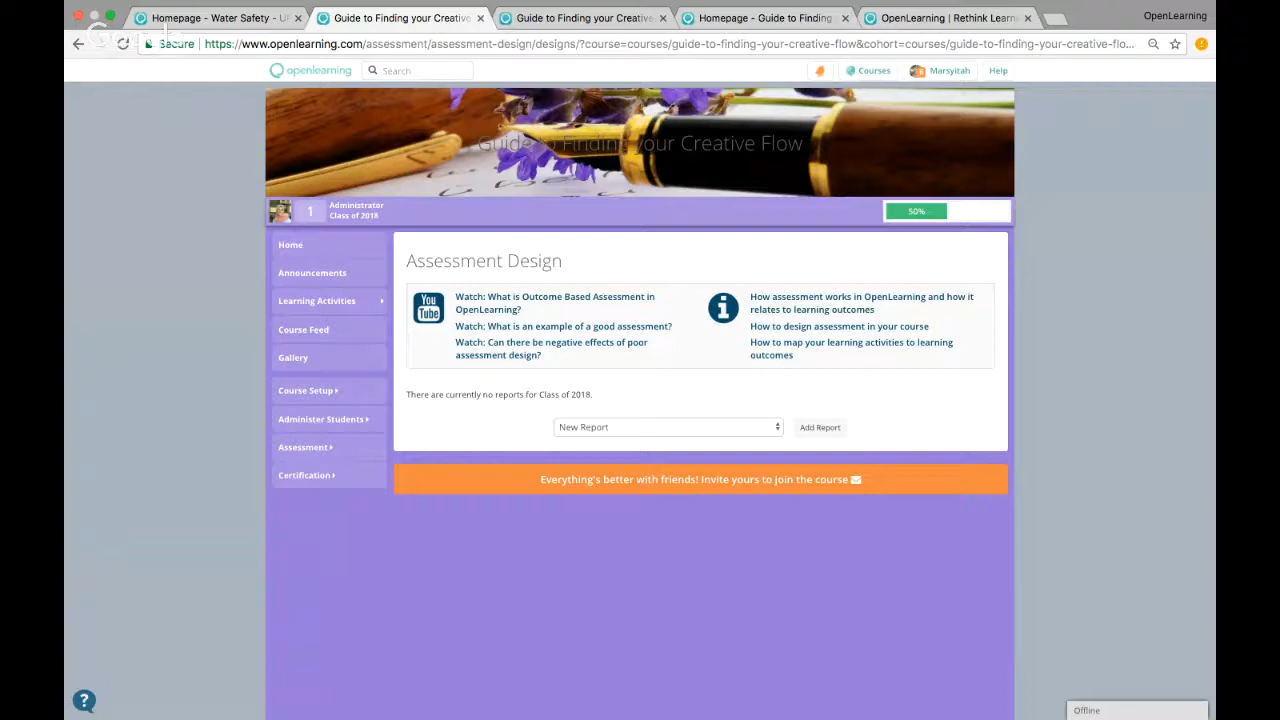 Homepage - Water Safety - U
Guide to Finding your Creative
Guide to Finding your Creative
Homepage - Guide to Finding
OpenLearning | Rethink Learn
OpenLearning
Google
Secure
https://www.openlearning.com/assessment/assessment-design/designs/?course=courses/guide-to-finding-your-creative-flow&cohort=courses/guide-to-finding-your-creative-flo...
openlearning
Search
Courses
Marsyitah
Help
Guide to Finding your Creative Flow
1
Administrator
Class of 2018
50%
Home
Announcements
Learning Activities
Course Feed
Gallery
Course Setup
Administer Students
Assessment
Certification
Assessment Design
You
Tube
Watch: What is Outcome Based Assessment in
OpenLearning?
Watch: What is an example of a good assessment?
Watch: Can there be negative effects of poor
assessment design?
How assessment works in OpenLearning and how it
relates to learning outcomes
How to design assessment in your course
How to map your learning activities to learning
outcomes
There are currently no reports for Class of 2018.
New Report
Add Report
Everything's better with friends! Invite yours to join the course
?
Offline